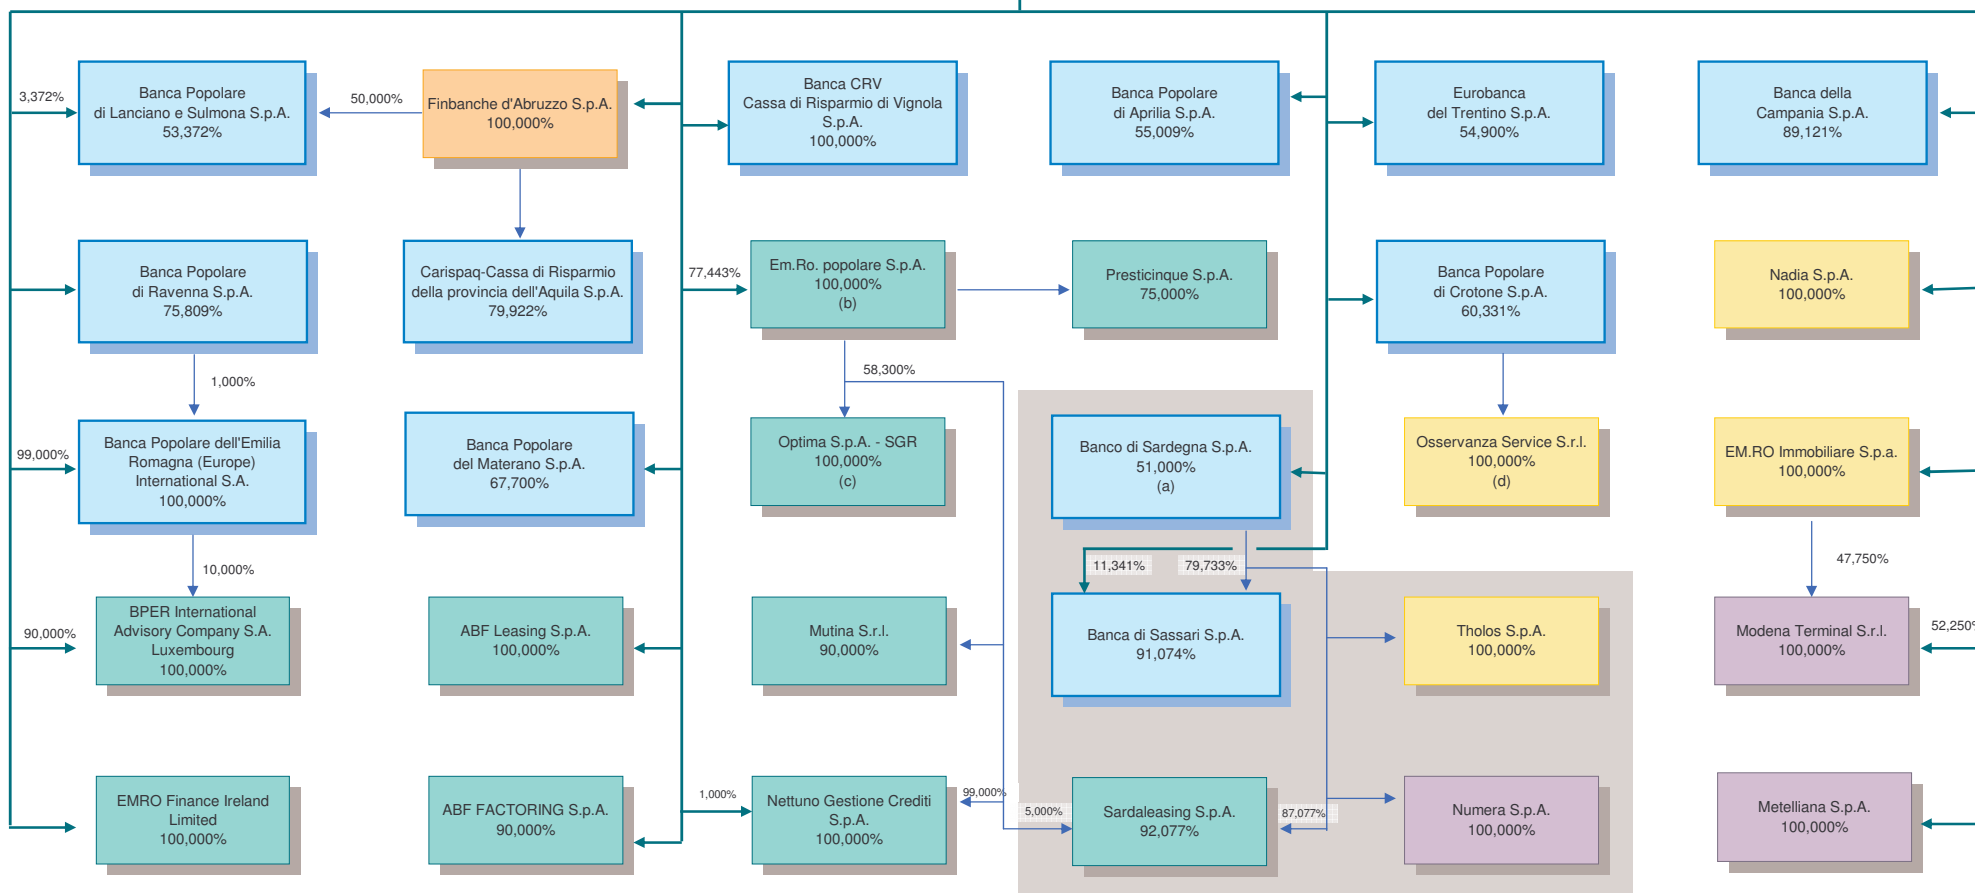 3,372%
Banca Popolare
di Lanciano e Sulmona S.p.A.
53,372%
50,000%
Finbanche d'Abruzzo S.p.A.
100,000%
Banca CRV
Cassa di Risparmio di Vignola
S.p.A.
100,000%
Banca Popolare
di Aprilia S.p.A.
55,009%
Eurobanca
del Trentino S.p.A.
54,900%
Banca della
Campania S.p.A.
89,121%
Banca Popolare
di Ravenna S.p.A.
75,809%
Carispaq-Cassa di Risparmio
della provincia dell'Aquila S.p.A.
79,922%
77,443%
Em.Ro. popolare S.p.A.
100,000%
(b)
Presticinque S.p.A.
75,000%
Banca Popolare
di Crotone S.p.A.
60,331%
Nadia S.p.A.
100,000%
1,000%
58,300%
99,000%
Banca Popolare dell'Emilia
Romagna (Europe)
International S.A.
100,000%
Banca Popolare
del Materano S.p.A.
67,700%
Optima S.p.A. - SGR
100,000%
(c)
Banco di Sardegna S.p.A.
51,000%
(a)
Osservanza Service S.r.l.
100,000%
(d)
EM.RO Immobiliare S.p.a.
100,000%
10,000%
11,341%
79,733%
47,750%
90,000%
BPER International
Advisory Company S.A.
Luxembourg
100,000%
ABF Leasing S.p.A.
100,000%
Mutina S.r.l.
90,000%
Banca di Sassari S.p.A.
91,074%
Tholos S.p.A.
100,000%
Modena Terminal S.r.l.
100,000%
52,250%
EMRO Finance Ireland
Limited
100,000%
ABF FACTORING S.p.A.
90,000%
1,000%
Nettuno Gestione Crediti
S.p.A.
100,000%
99,000%
5,000%
Sardaleasing S.p.A.
92,077%
87,077%
Numera S.p.A.
100,000%
Metelliana S.p.A.
100,000%